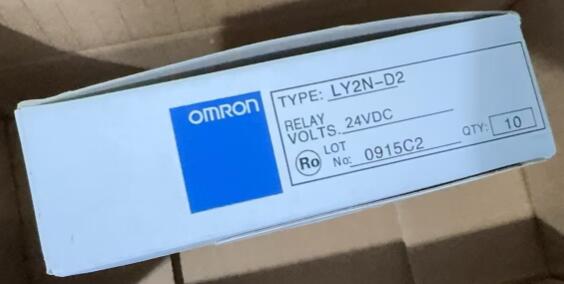 OMRON
TYPE: LY2N-D2
RELAY
VOLTS. 24VDC
Ro LOT
No: 0915C2
QTY: 10